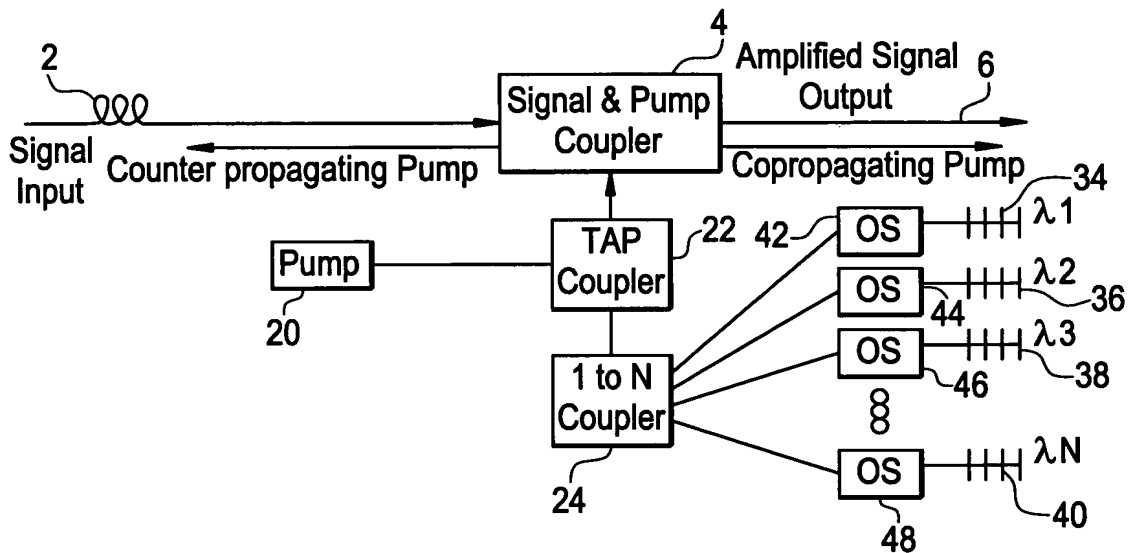 2
4
Amplified Signal
Output
6
Signal & Pump
Coupler
Signal
Input
Counter propagating Pump
Copropagating Pump
34
TAP
Coupler
22
42
OS
λ1
Pump
20
OS
44
λ2
36
1 to N
Coupler
24
OS
46
λ3
38
OS
48
λN
40